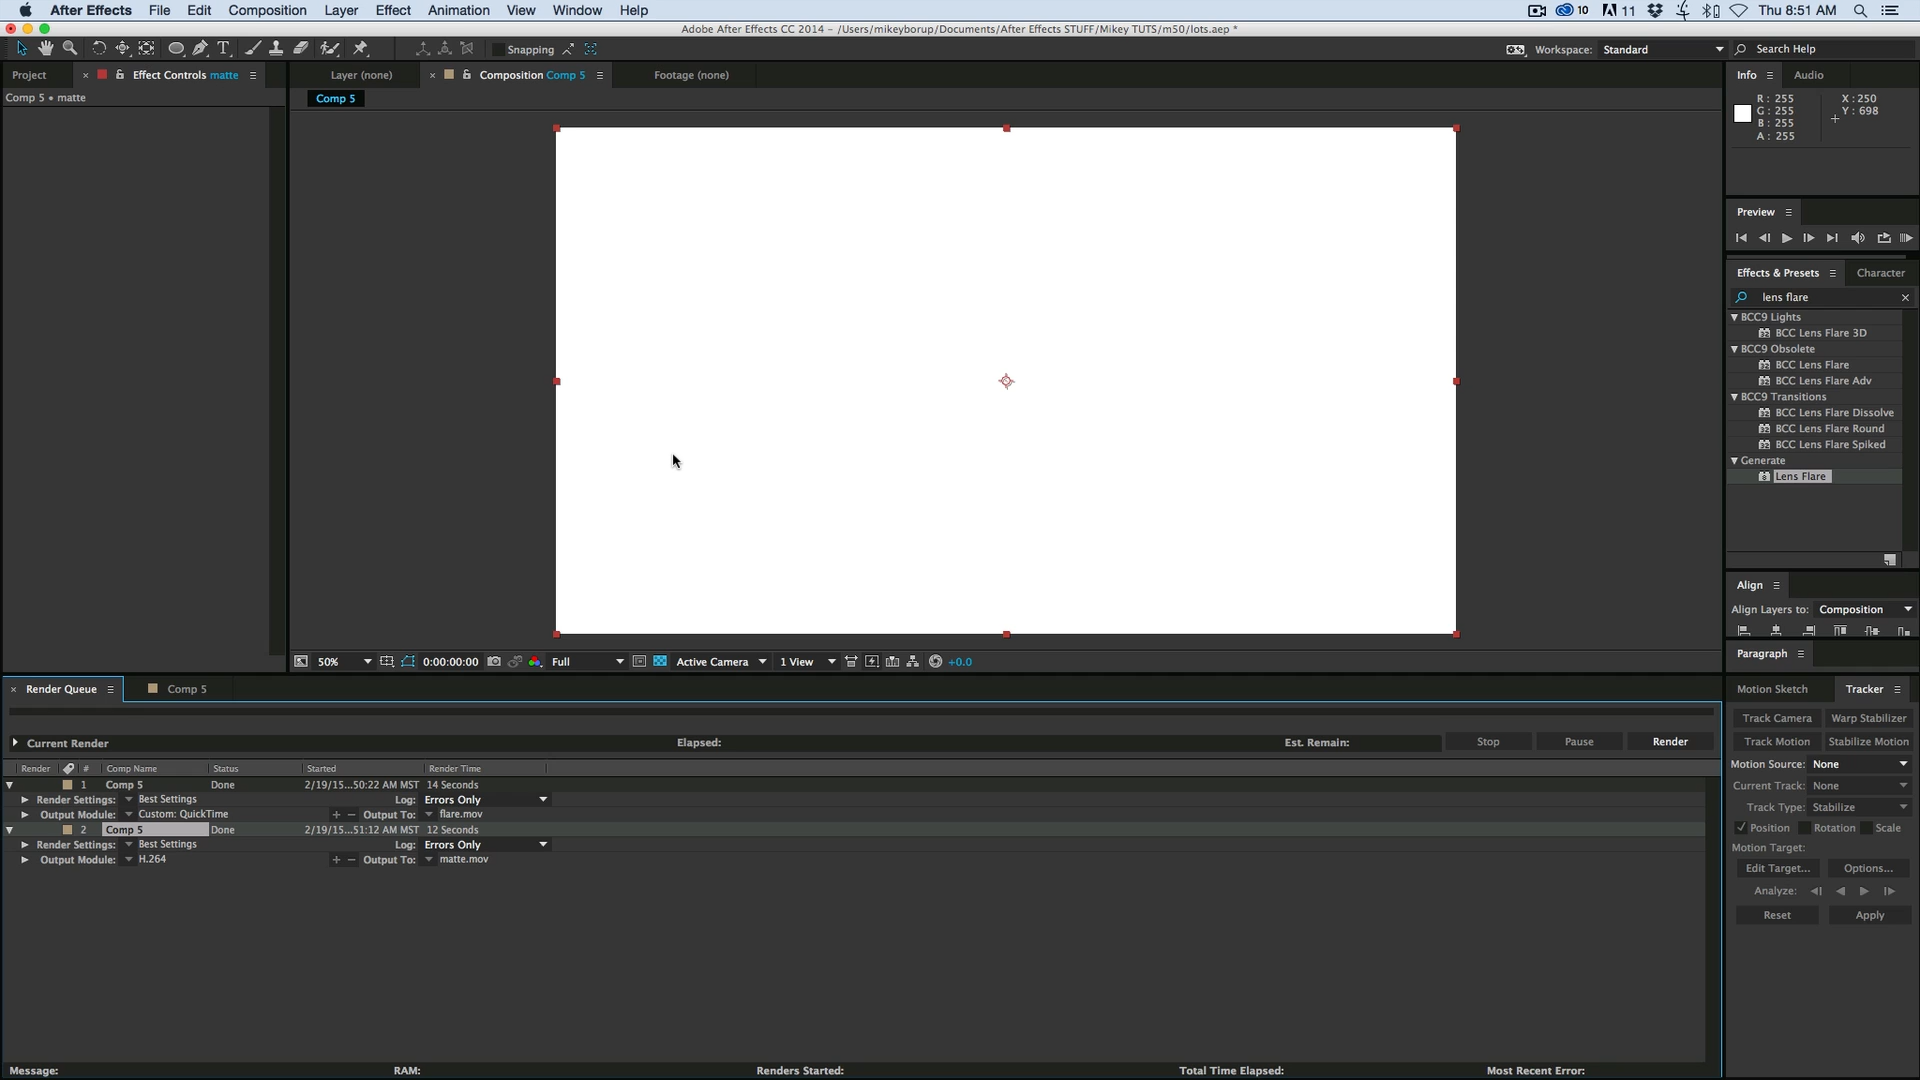 After Effects File Edit Composition Layer Effect Animation View Window Help 10 11 Thu 8:51 AM
Adobe After Effects CC 2014 - /Users/mikeyborup/Documents/After Effects STUFF/Mikey TUTS/m50/lots.aep *
Snapping Workspace: Standard Search Help
Project Effect Controls matte Layer (none) Composition Comp 5 Footage (none) Info Audio
Comp 5 • matte Comp 5
R: 255 X: 250
G: 255 Y: 698
B: 255
A: 255
Preview
Effects & Presets Character
lens flare
BCC9 Lights
BCC Lens Flare 3D
BCC9 Obsolete
BCC Lens Flare
BCC Lens Flare Adv
BCC9 Transitions
BCC Lens Flare Dissolve
BCC Lens Flare Round
BCC Lens Flare Spiked
Generate
Lens Flare
Align
Align Layers to: Composition
Paragraph
50% 0:00:00:00 Full Active Camera 1 View +0.0
Render Queue Comp 5 Motion Sketch Tracker
Track Camera Warp Stabilizer
Current Render Elapsed: Est. Remain: Stop Pause Render
Track Motion Stabilize Motion
Render # Comp Name Status Started Render Time
Motion Source: None
1 Comp 5 Done 2/19/15...50:22 AM MST 14 Seconds
Current Track: None
Render Settings: Best Settings Log: Errors Only
Track Type: Stabilize
Output Module: Custom: QuickTime + − Output To: flare.mov
2 Comp 5 Done 2/19/15...51:12 AM MST 12 Seconds
Position Rotation Scale
Render Settings: Best Settings Log: Errors Only
Motion Target:
Output Module: H.264 + − Output To: matte.mov
Edit Target... Options...
Analyze:
Reset Apply
Message: RAM: Renders Started: Total Time Elapsed: Most Recent Error: